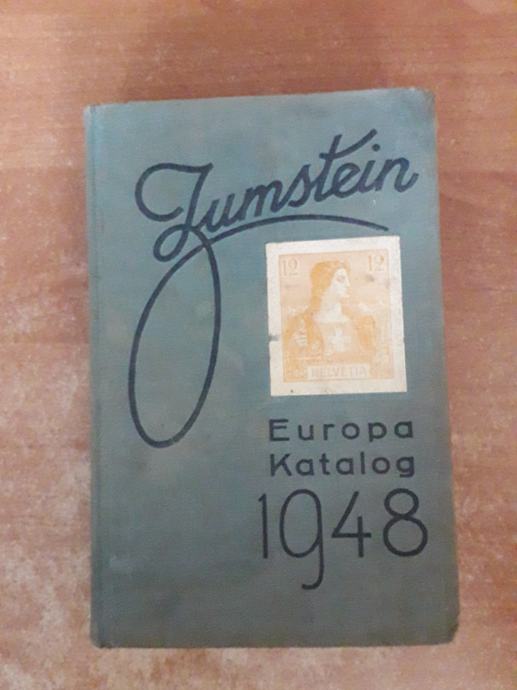 Zumstein
12 12
HELVETIA
Europa
Katalog
1948